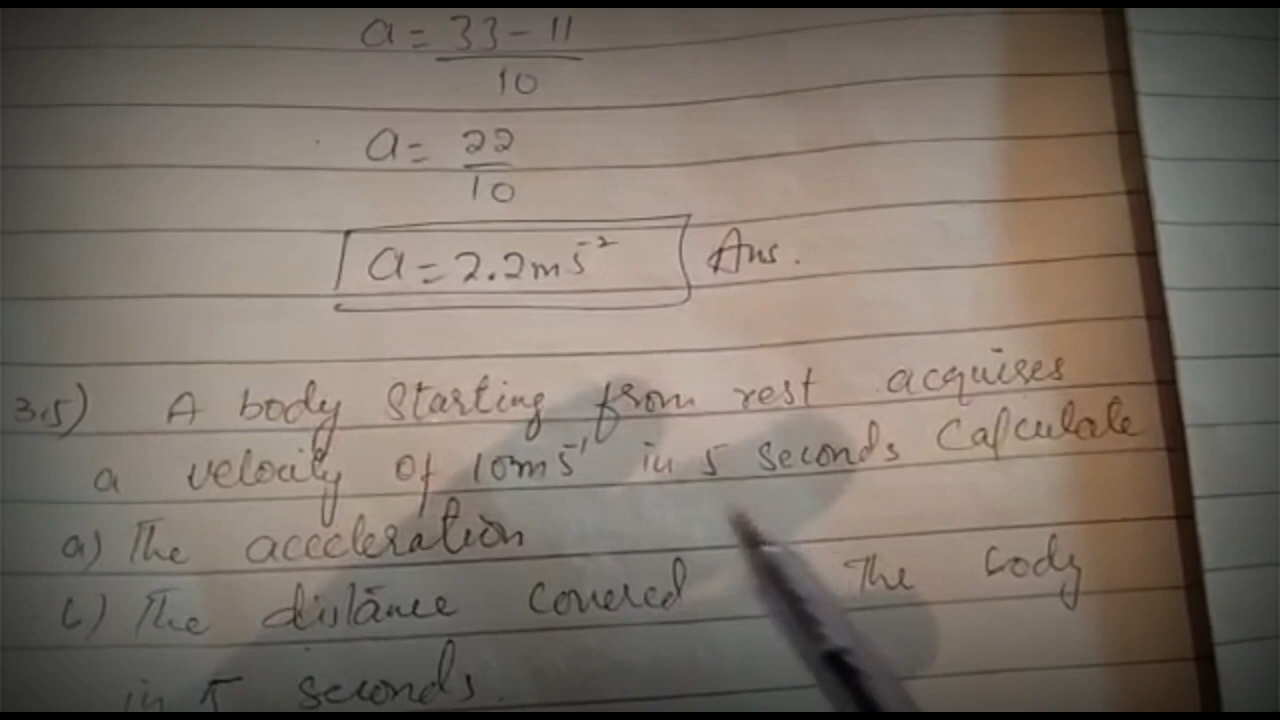 a = 33 - 11
10
a = 22
10
a = 2.2ms⁻² Ans.
3.5) A body starting from rest acquires
a velocity of 10ms⁻¹ in 5 seconds Calculate
a) The acceleration
b) The distance covered The body
in 5 seconds.